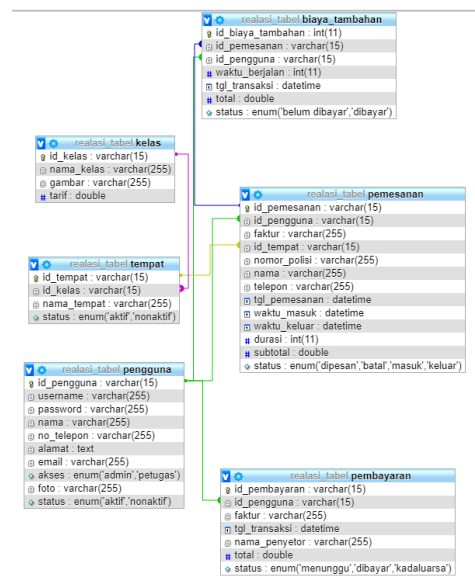 realasi_tabel biaya_tambahan
id_biaya_tambahan : int(11)
id_pemesanan : varchar(15)
id_pengguna : varchar(15)
waktu_berjalan : int(11)
tgl_transaksi : datetime
total : double
status : enum('belum dibayar','dibayar')
realasi_tabel kelas
id_kelas : varchar(15)
nama_kelas : varchar(255)
gambar : varchar(255)
tarif : double
realasi_tabel tempat
id_tempat : varchar(15)
id_kelas : varchar(15)
nama_tempat : varchar(255)
status : enum('aktif','nonaktif')
realasi_tabel pemesanan
id_pemesanan : varchar(15)
id_pengguna : varchar(15)
faktur : varchar(255)
id_tempat : varchar(15)
nomor_polisi : varchar(255)
nama : varchar(255)
telepon : varchar(255)
tgl_pemesanan : datetime
waktu_masuk : datetime
waktu_keluar : datetime
durasi : int(11)
subtotal : double
status : enum('dipesan','batal','masuk','keluar')
realasi_tabel pengguna
id_pengguna : varchar(15)
username : varchar(255)
password : varchar(255)
nama : varchar(255)
no_telepon : varchar(255)
alamat : text
email : varchar(255)
akses : enum('admin','petugas')
foto : varchar(255)
status : enum('aktif','nonaktif')
realasi_tabel pembayaran
id_pembayaran : varchar(15)
id_pengguna : varchar(15)
faktur : varchar(255)
tgl_transaksi : datetime
nama_penyetor : varchar(255)
total : double
status : enum('menunggu','dibayar','kadaluarsa')